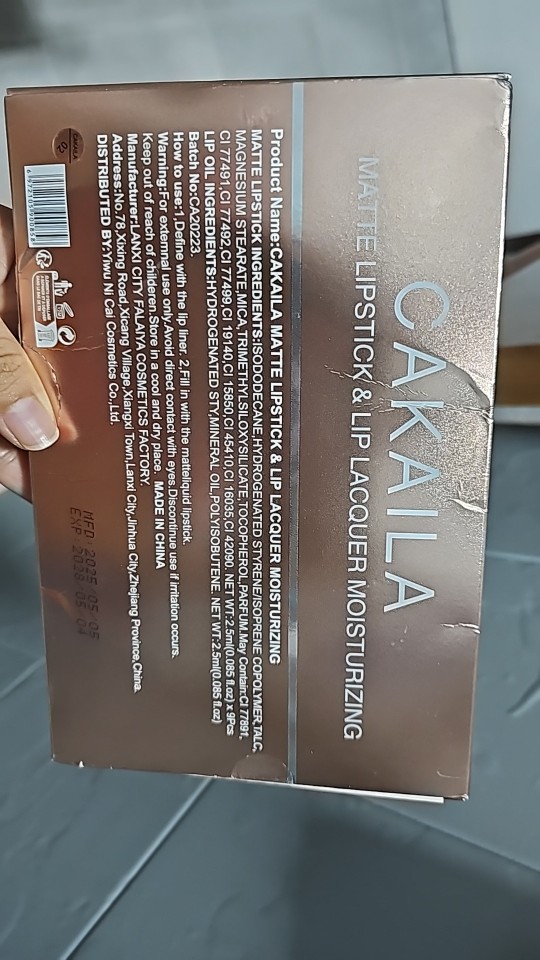 CAKAILA
MATTE LIPSTICK & LIP LACQUER MOISTURIZING
Product Name:CAKAILA MATTE LIPSTICK & LIP LACQUER MOISTURIZING
MATTE LIPSTICK INGREDIENTS:ISODODECANE,HYDROGENATED STYRENE/ISOPRENE COPOLYMER,TALC,
MAGNESIUM STEARATE,MICA,TRIMETHYLSILOXYSILICATE,TOCOPHEROL,PARFUM.May Contain:CI 77891,
CI 77491,CI 77492,CI 77499,CI 19140,CI 15850,CI 45410,CI 16035,CI 42090. NET WT:2.5ml(0.085 fl.oz) x 9Pcs
LIP OIL INGREDIENTS:HYDROGENATED STY,MINERAL OIL,POLYISOBUTENE. NET WT:2.5ml(0.085 fl.oz)
Batch No:CA20223.
How to use:1.Define with the lip liner. 2.Fill in with the matteliquid lipstick.
Warning:For externnal use only.Avoid direct contact with eyes.Discontinue use if irritation occurs.
Keep out of reach of childeren.Store in a cool and dry place. MADE IN CHINA
Manufacturer:LANXI CITY FALAIYA COSMETICS FACTORY.
Address:No.78,Xixing Road,Xicang Village,Xiangxi Town,Lanxi City,Jinhua City,Zhejiang Province,China.
DISTRIBUTED BY:Yiwu Ni Cai Cosmetics Co.,Ltd.
MFD: 2025/05/05
EXP: 2028/05/04